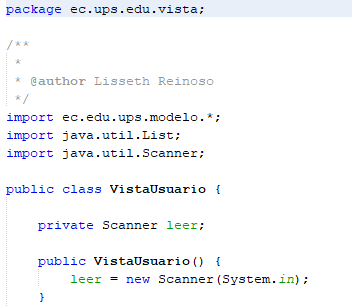 package ec.ups.edu.vista;
/**
 *
 * @author Lisseth Reinoso
 */
import ec.edu.ups.modelo.*;
import java.util.List;
import java.util.Scanner;
public class VistaUsuario {
    private Scanner leer;
    public VistaUsuario() {
        leer = new Scanner(System.in);
    }